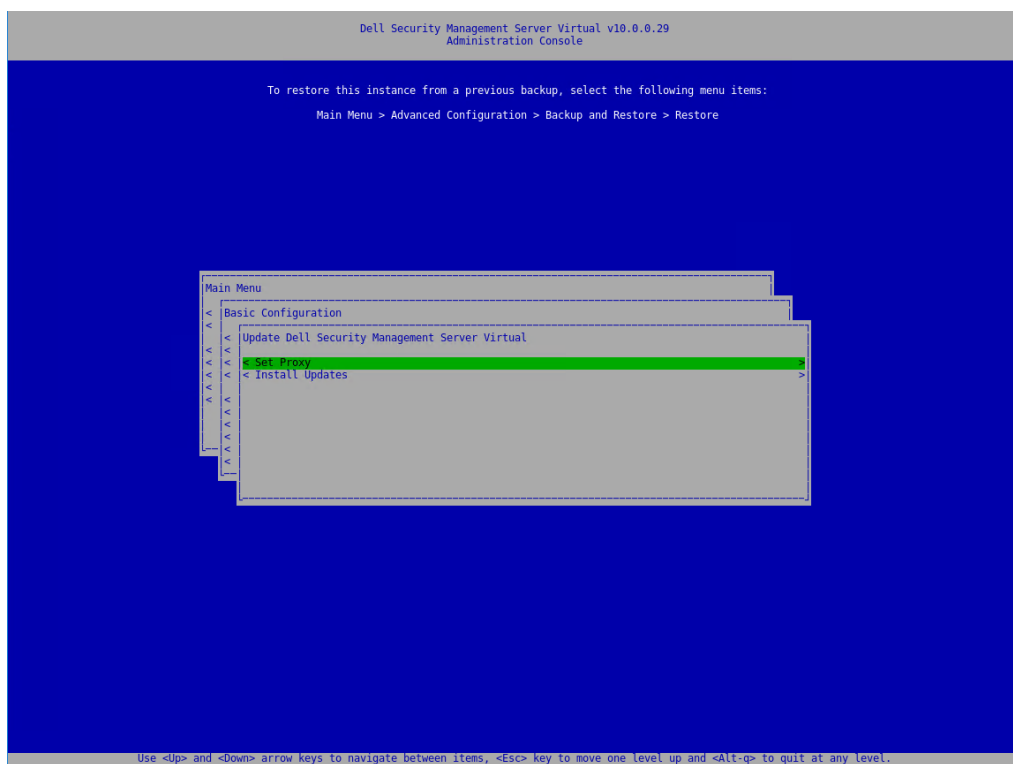 Dell Security Management Server Virtual v10.0.0.29
Administration Console
To restore this instance from a previous backup, select the following menu items:
Main Menu > Advanced Configuration > Backup and Restore > Restore
Main Menu
Basic Configuration
Update Dell Security Management Server Virtual
< Set Proxy >
< Install Updates >
Use <Up> and <Down> arrow keys to navigate between items, <Esc> key to move one level up and <Alt-q> to quit at any level.